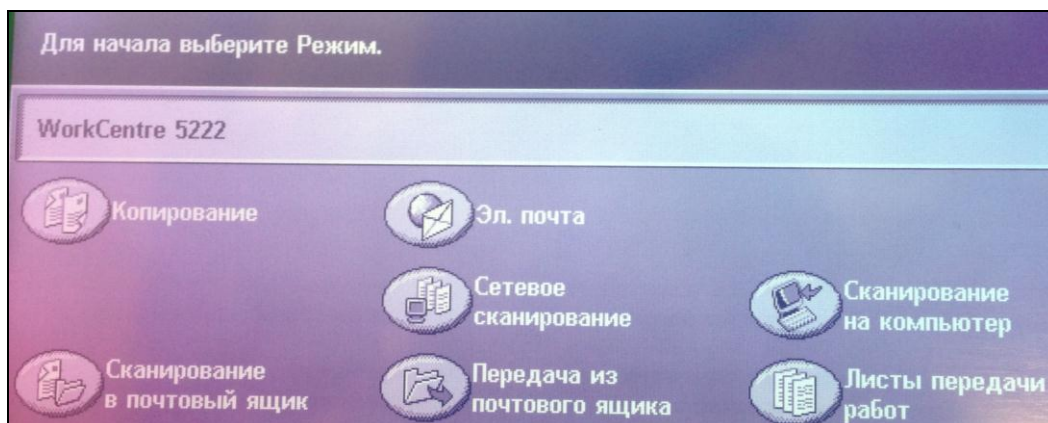 Для начала выберите Режим.
WorkCentre 5222
Копирование
Эл. почта
Сетевое
сканирование
Сканирование
на компьютер
Сканирование
в почтовый ящик
Передача из
почтового ящика
Листы передачи
работ